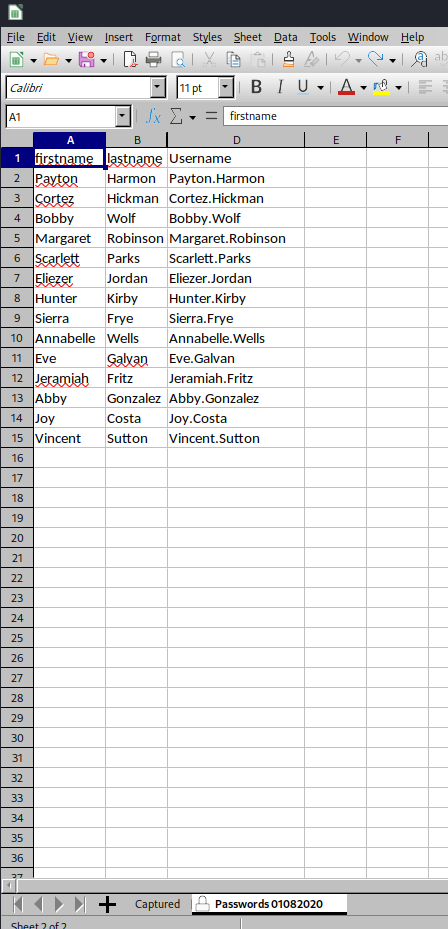 File Edit View Insert Format Styles Sheet Data Tools Window Help
Calibri 11 pt B I U A
A1 fx Σ = firstname
A B D E F
1 firstname lastname Username
2 Payton Harmon Payton.Harmon
3 Cortez Hickman Cortez.Hickman
4 Bobby Wolf Bobby.Wolf
5 Margaret Robinson Margaret.Robinson
6 Scarlett Parks Scarlett.Parks
7 Eliezer Jordan Eliezer.Jordan
8 Hunter Kirby Hunter.Kirby
9 Sierra Frye Sierra.Frye
10 Annabelle Wells Annabelle.Wells
11 Eve Galvan Eve.Galvan
12 Jeramiah Fritz Jeramiah.Fritz
13 Abby Gonzalez Abby.Gonzalez
14 Joy Costa Joy.Costa
15 Vincent Sutton Vincent.Sutton
16
17
18
19
20
21
22
23
24
25
26
27
28
29
30
31
32
33
34
35
36
37
Captured Passwords 01082020
Sheet 2 of 2